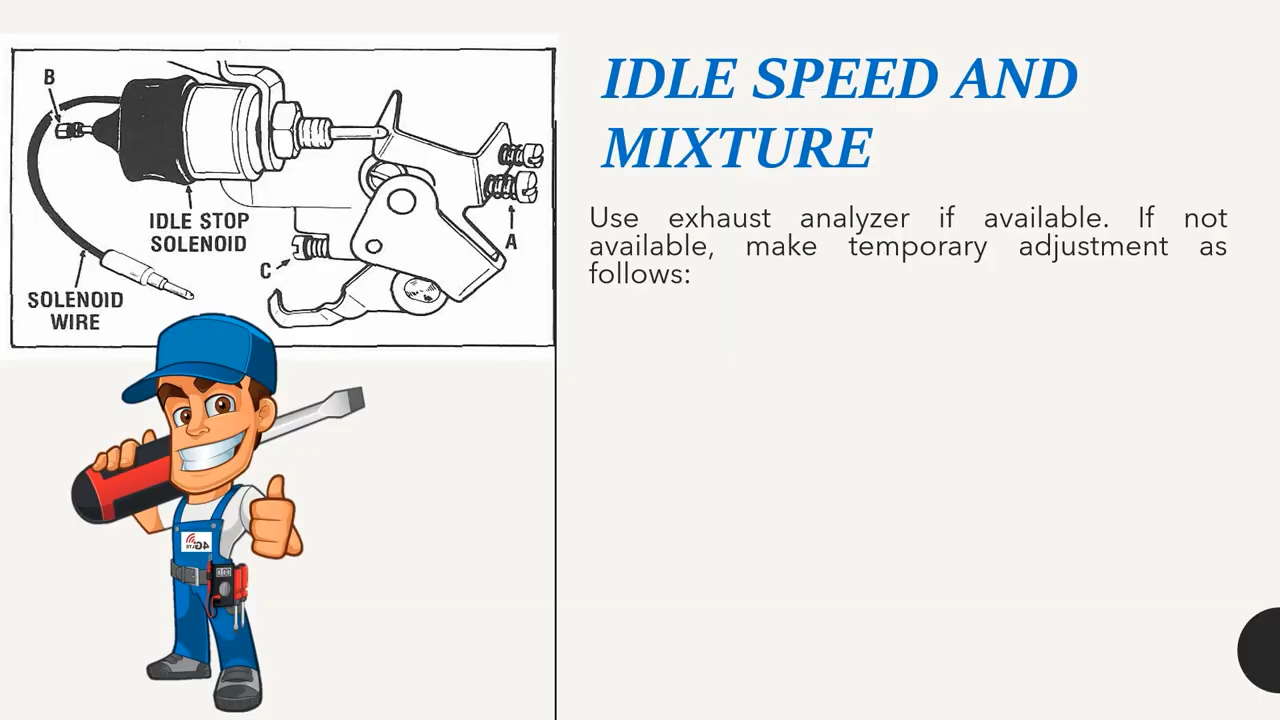 B
IDLE STOP
SOLENOID
A
C
SOLENOID
WIRE
IDLE SPEED AND
MIXTURE
Use exhaust analyzer if available. If not
available, make temporary adjustment as
follows: